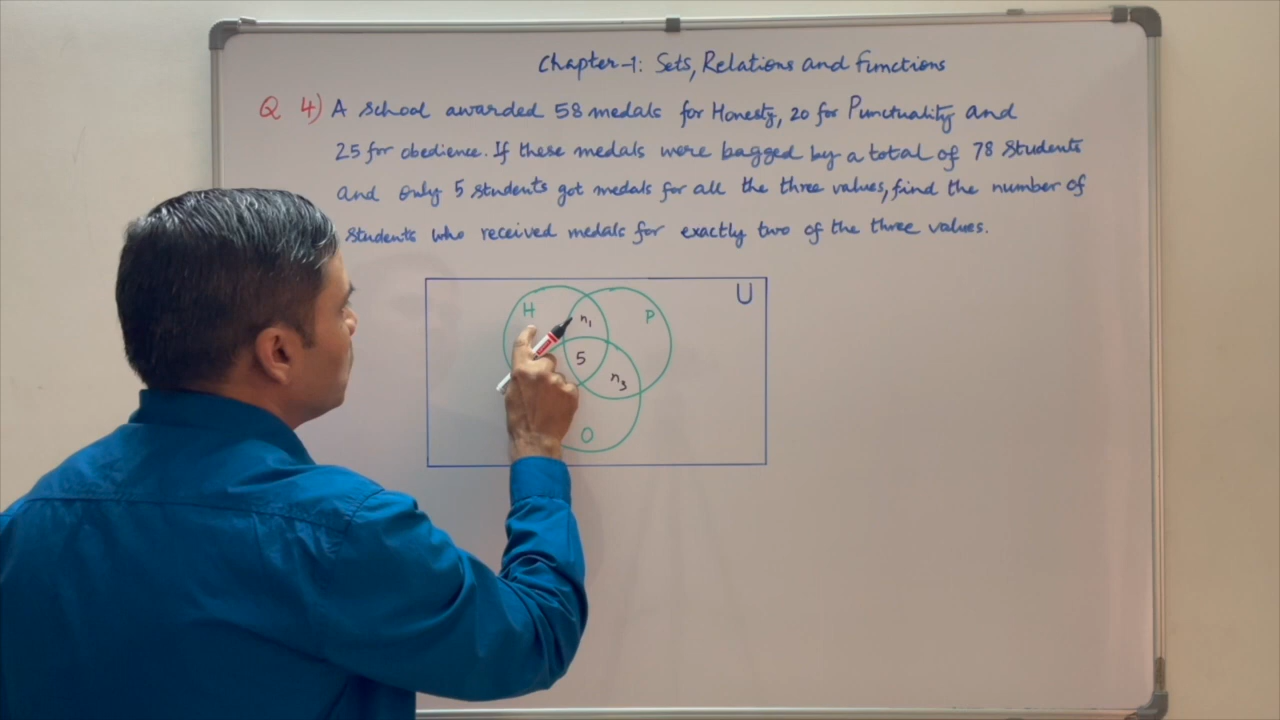 Chapter-1: Sets, Relations and Functions
Q 4) A school awarded 58 medals for Honesty, 20 for Punctuality and
25 for obedience. If these medals were bagged by a total of 78 students
and only 5 students got medals for all the three values, find the number of
students who received medals for exactly two of the three values.
U
H
P
n₁
5
n₃
O